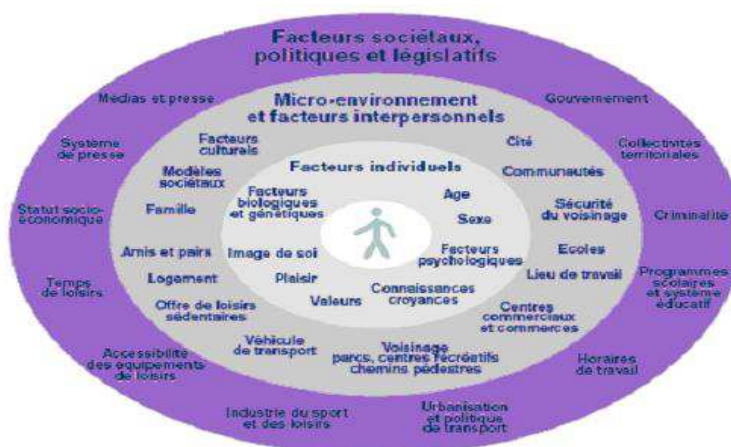 Facteurs sociétaux,
politiques et législatifs
Médias et presse
Gouvernement
Système
de presse
Collectivités
territoriales
Statut socio-
économique
Criminalité
Temps
de loisirs
Programmes
scolaires
et système
éducatif
Accessibilité
des équipements
de loisirs
Horaires
de travail
Industrie du sport
et des loisirs
Urbanisation
et politique
de transport
Micro-environnement
et facteurs interpersonnels
Facteurs
culturels
Cité
Modèles
sociétaux
Communautés
Famille
Sécurité
du voisinage
Amis et pairs
Ecoles
Logement
Lieu de travail
Offre de loisirs
sédentaires
Centres
commerciaux
et commerces
Véhicule
de transport
Voisinage
parcs, centres récréatifs
chemins pédestres
Facteurs individuels
Facteurs
biologiques
et génétiques
Age
Sexe
Image de soi
Facteurs
psychologiques
Plaisir
Connaissances
croyances
Valeurs